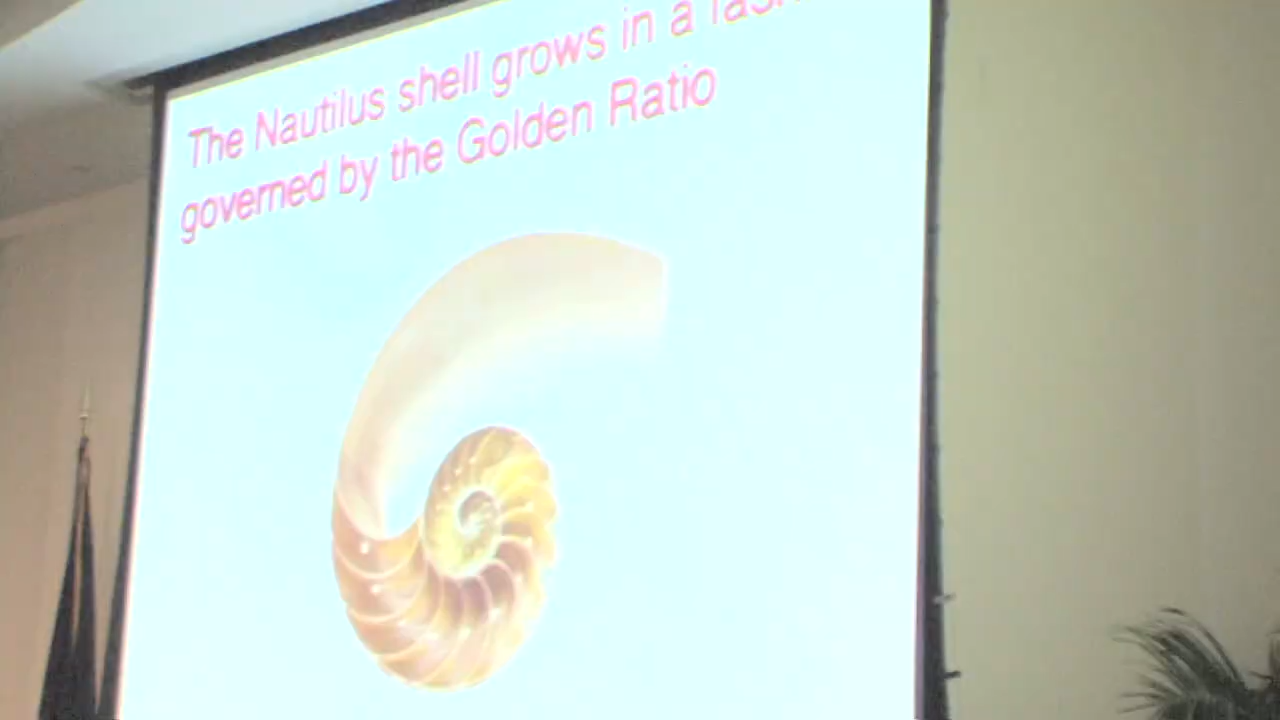 The Nautilus shell grows in a
governed by the Golden Ratio